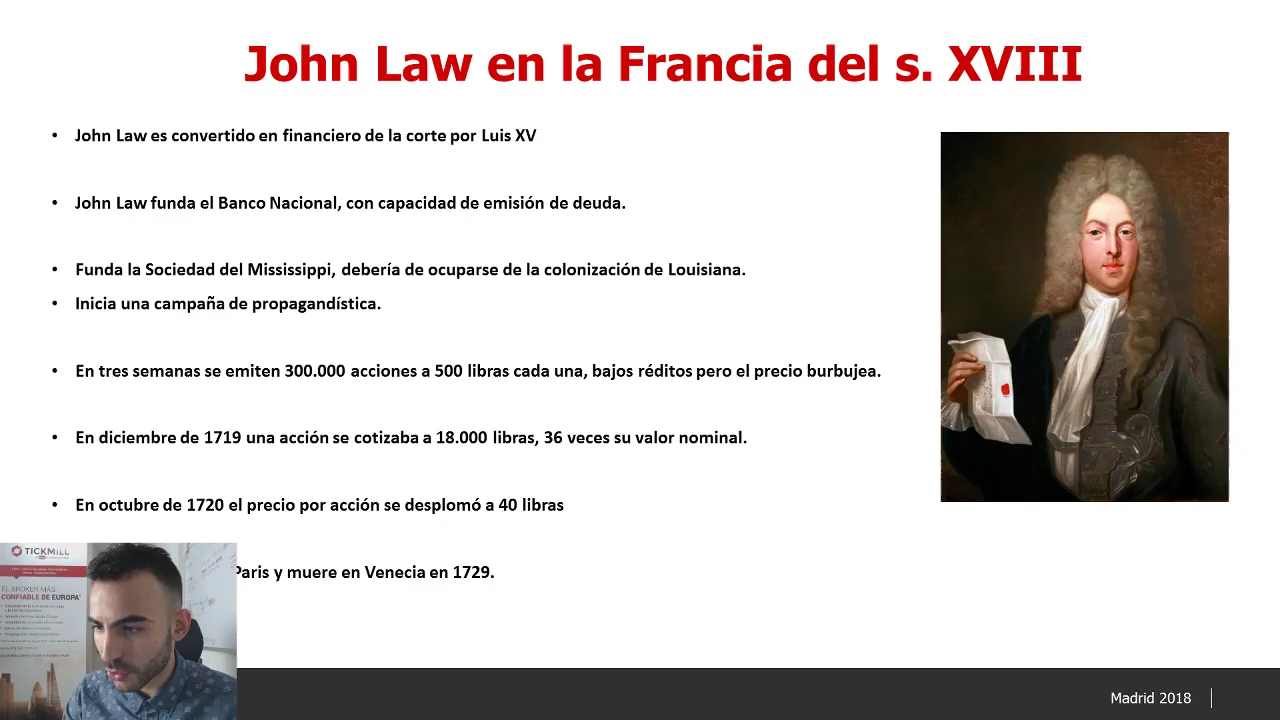 John Law en la Francia del s. XVIII
• John Law es convertido en financiero de la corte por Luis XV
• John Law funda el Banco Nacional, con capacidad de emisión de deuda.
• Funda la Sociedad del Mississippi, debería de ocuparse de la colonización de Louisiana.
• Inicia una campaña de propagandística.
• En tres semanas se emiten 300.000 acciones a 500 libras cada una, bajos réditos pero el precio burbujea.
• En diciembre de 1719 una acción se cotizaba a 18.000 libras, 36 veces su valor nominal.
• En octubre de 1720 el precio por acción se desplomó a 40 libras
Paris y muere en Venecia en 1729.
TICKMILL
EL BROKER MÁS
CONFIABLE DE EUROPA*
Madrid 2018